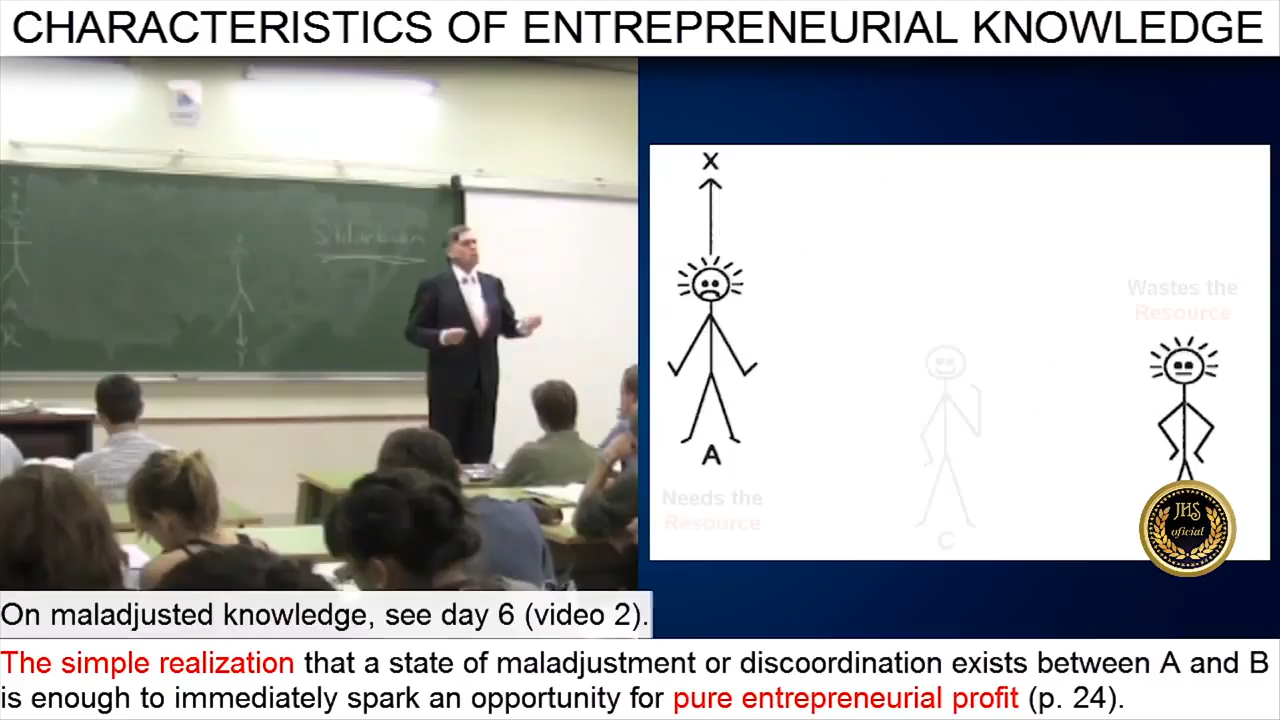 CHARACTERISTICS OF ENTREPRENEURIAL KNOWLEDGE
X
A
Needs the
Resource
C
Wastes the
Resource
JHS
oficial
On maladjusted knowledge, see day 6 (video 2).
The simple realization that a state of maladjustment or discoordination exists between A and B
is enough to immediately spark an opportunity for pure entrepreneurial profit (p. 24).